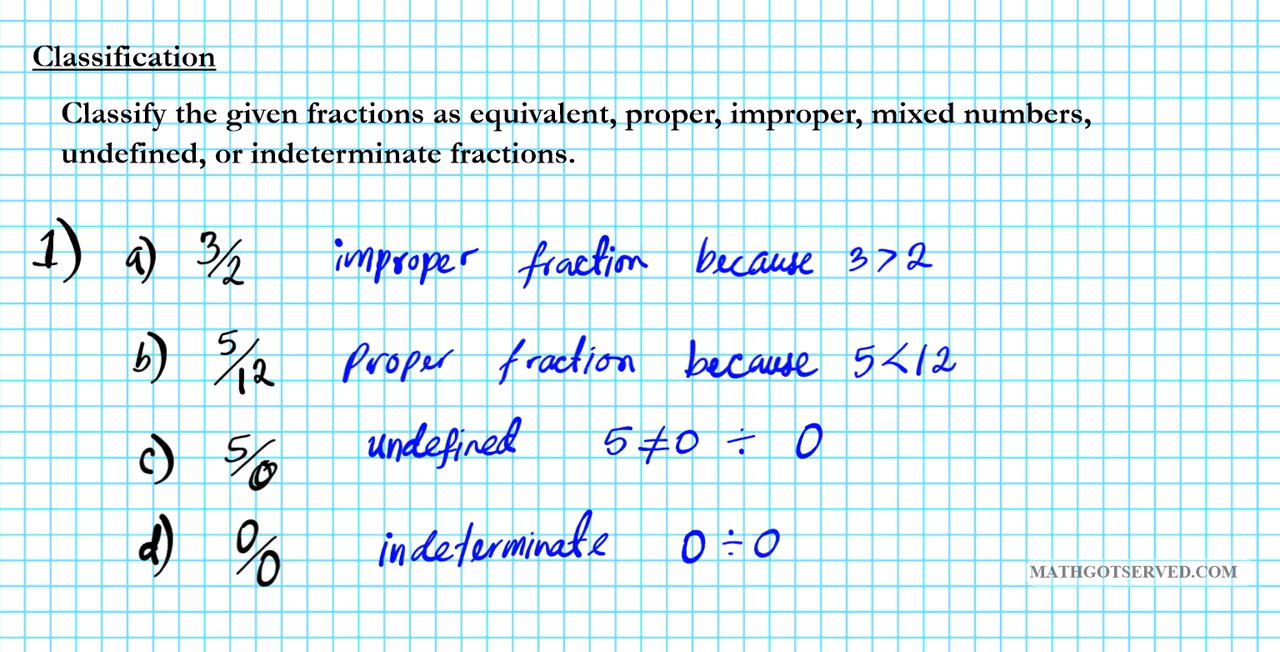 Classification
Classify the given fractions as equivalent, proper, improper, mixed numbers,
undefined, or indeterminate fractions.
1) a) 3/2 improper fraction because 3>2
b) 5/12 proper fraction because 5<12
c) 5/0 undefined 5≠0 ÷ 0
d) 0/0 indeterminate 0÷0
MATHGOTSERVED.COM